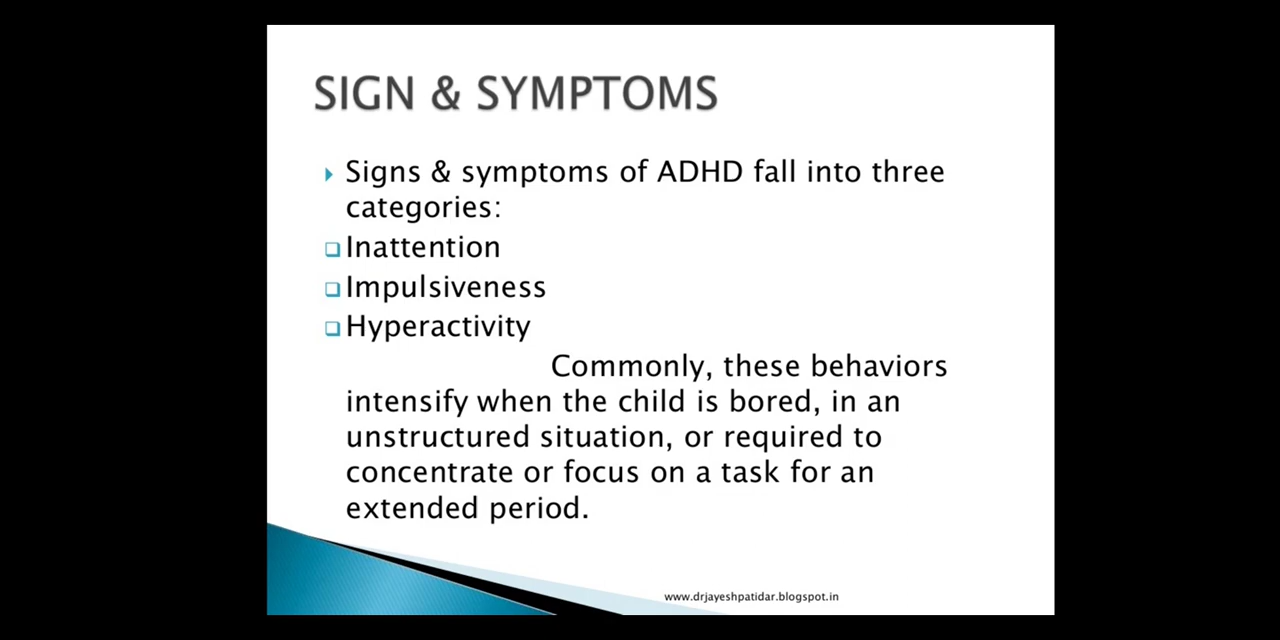 SIGN & SYMPTOMS
Signs & symptoms of ADHD fall into three
categories:
Inattention
Impulsiveness
Hyperactivity
Commonly, these behaviors
intensify when the child is bored, in an
unstructured situation, or required to
concentrate or focus on a task for an
extended period.
www.drjayeshpatidar.blogspot.in